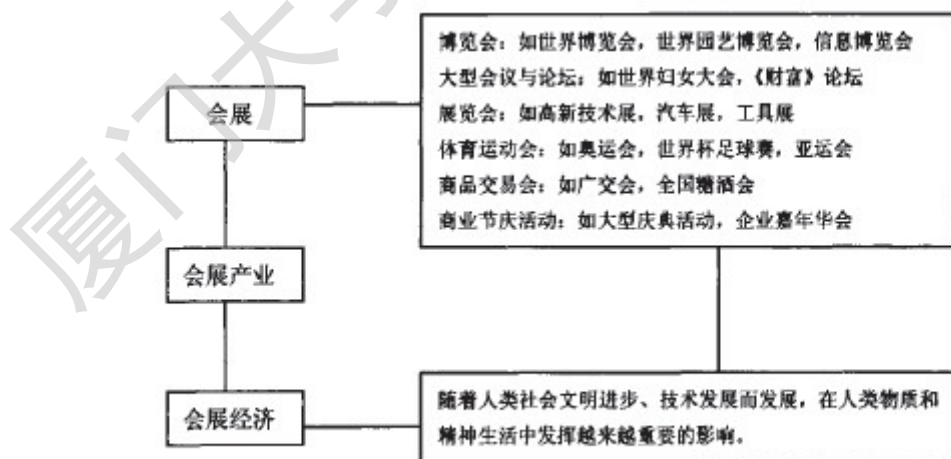 博览会：如世界博览会，世界园艺博览会，信息博览会
大型会议与论坛：如世界妇女大会，《财富》论坛
展览会：如高新技术展，汽车展，工具展
体育运动会：如奥运会，世界杯足球赛，亚运会
商品交易会：如广交会，全国糖酒会
商业节庆活动：如大型庆典活动，企业嘉年华会
会展
会展产业
会展经济
随着人类社会文明进步、技术发展而发展，在人类物质和
精神生活中发挥越来越重要的影响。
厦门大